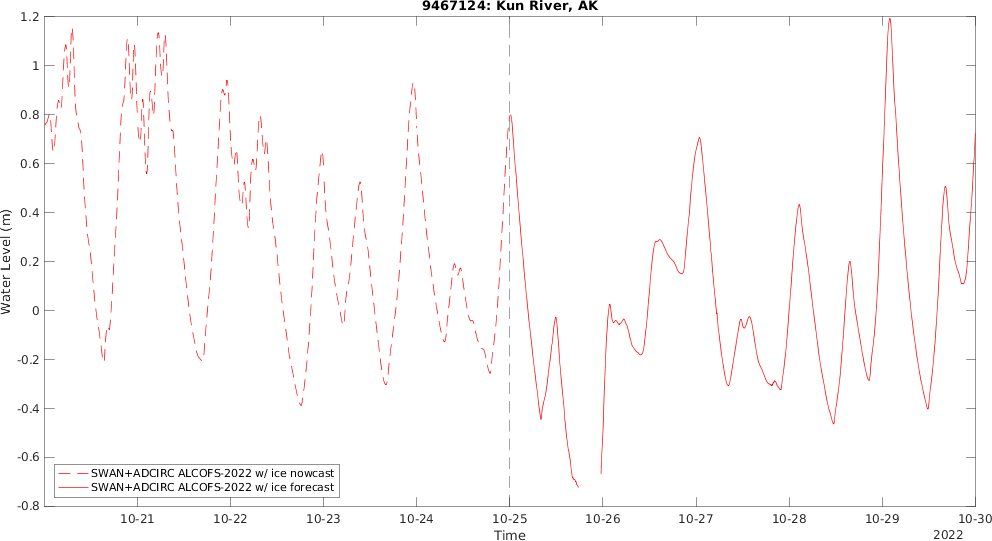 9467124: Kun River, AK
1.2
1
0.8
0.6
0.4
0.2
0
-0.2
-0.4
-0.6
-0.8
Water Level (m)
SWAN+ADCIRC ALCOFS-2022 w/ ice nowcast
SWAN+ADCIRC ALCOFS-2022 w/ ice forecast
10-21 10-22 10-23 10-24 10-25 10-26 10-27 10-28 10-29 10-30
Time
2022